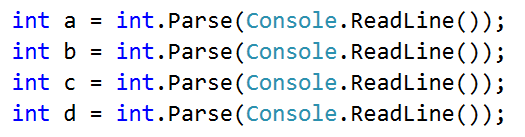 int a = int.Parse(Console.ReadLine());
int b = int.Parse(Console.ReadLine());
int c = int.Parse(Console.ReadLine());
int d = int.Parse(Console.ReadLine());